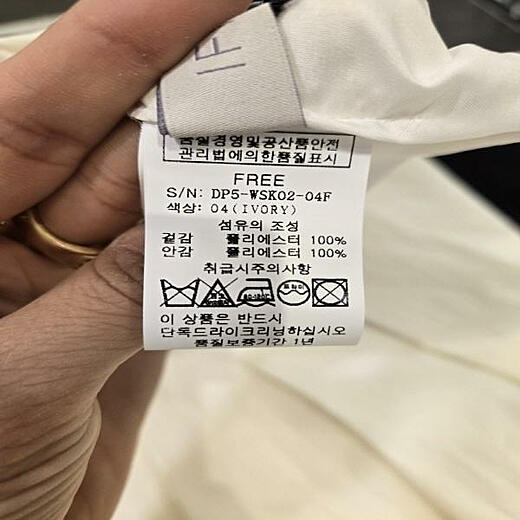 품질경영및공산품안전
관리법에의한품질표시
FREE
S/N: DP5-WSK02-04F
색상: 04(IVORY)
섬유의 조성
겉감 폴리에스터 100%
안감 폴리에스터 100%
취급시주의사항
드라이
이 상품은 반드시
단독드라이크리닝하십시오
품질보증기간 1년